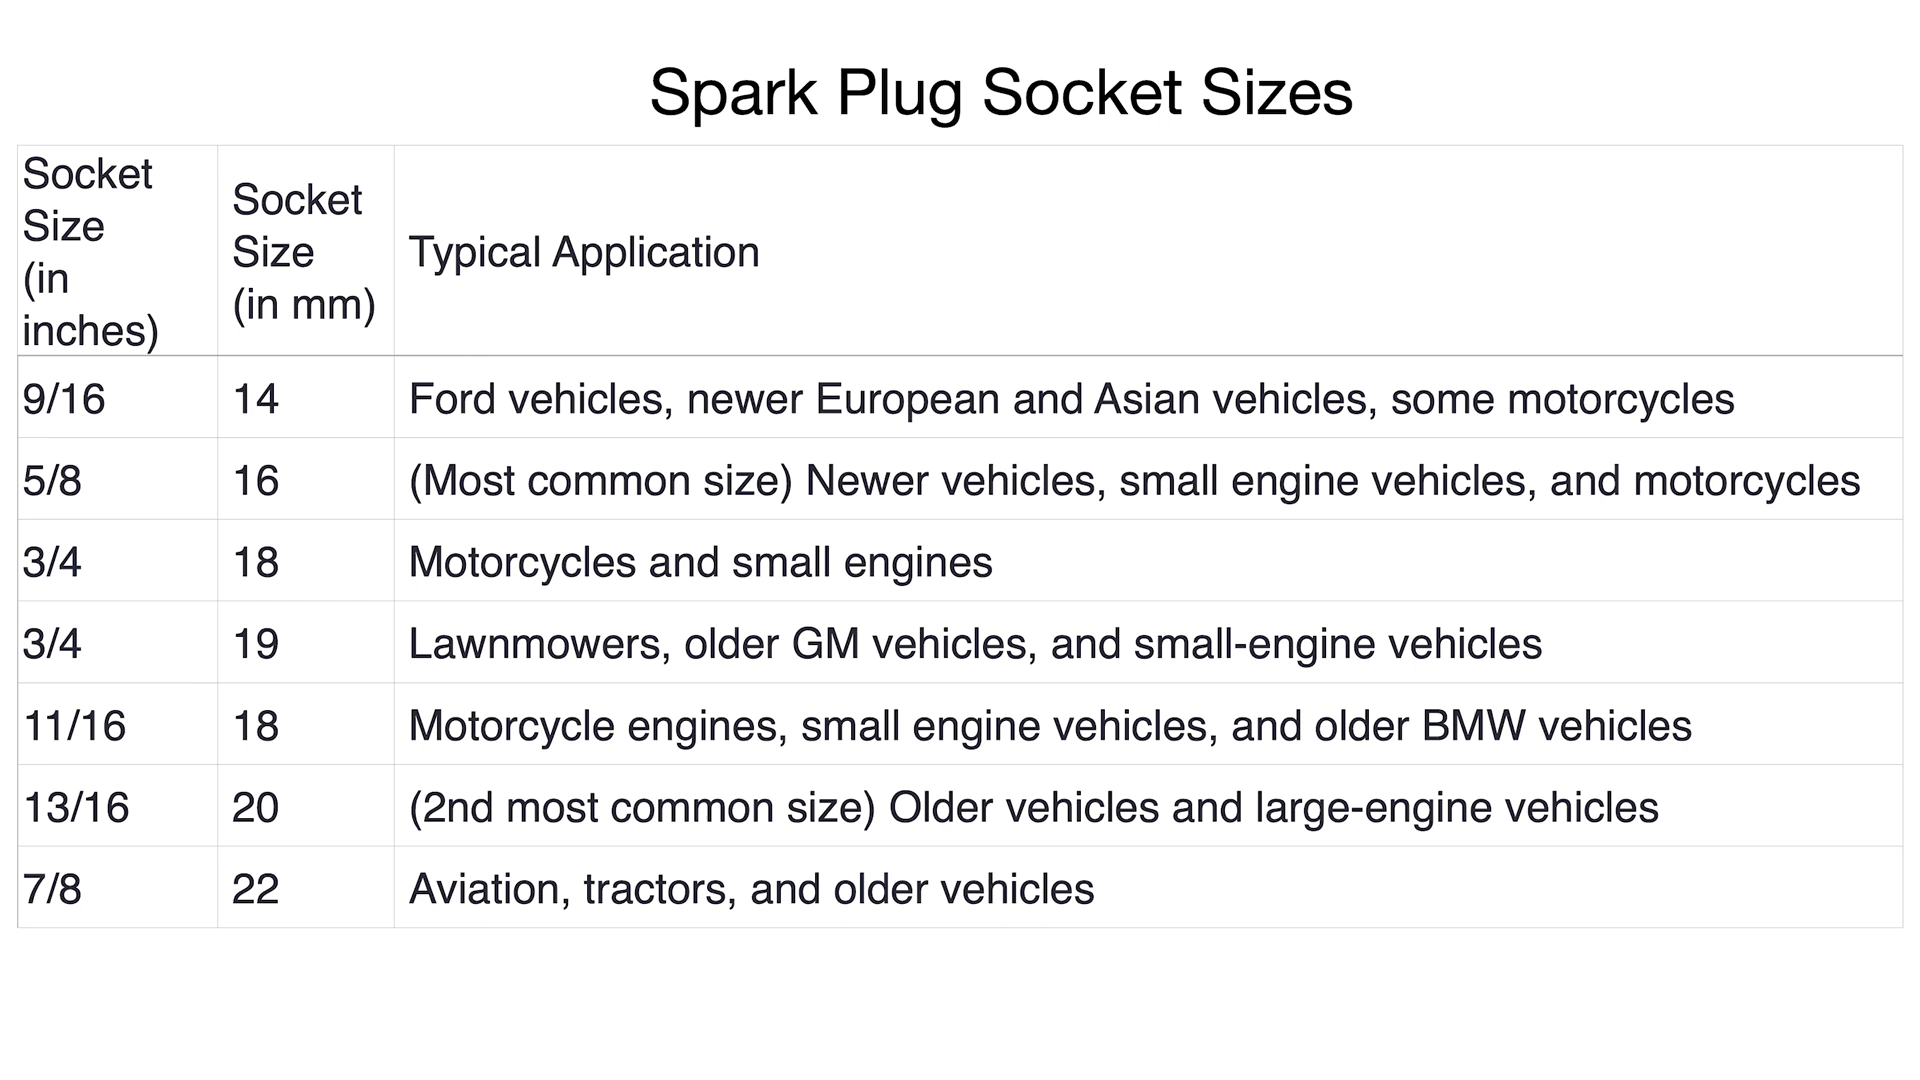 Spark Plug Socket Sizes
Socket
Size
(in
inches)
Socket
Size
(in mm)
Typical Application
9/16 14 Ford vehicles, newer European and Asian vehicles, some motorcycles
5/8 16 (Most common size) Newer vehicles, small engine vehicles, and motorcycles
3/4 18 Motorcycles and small engines
3/4 19 Lawnmowers, older GM vehicles, and small-engine vehicles
11/16 18 Motorcycle engines, small engine vehicles, and older BMW vehicles
13/16 20 (2nd most common size) Older vehicles and large-engine vehicles
7/8 22 Aviation, tractors, and older vehicles